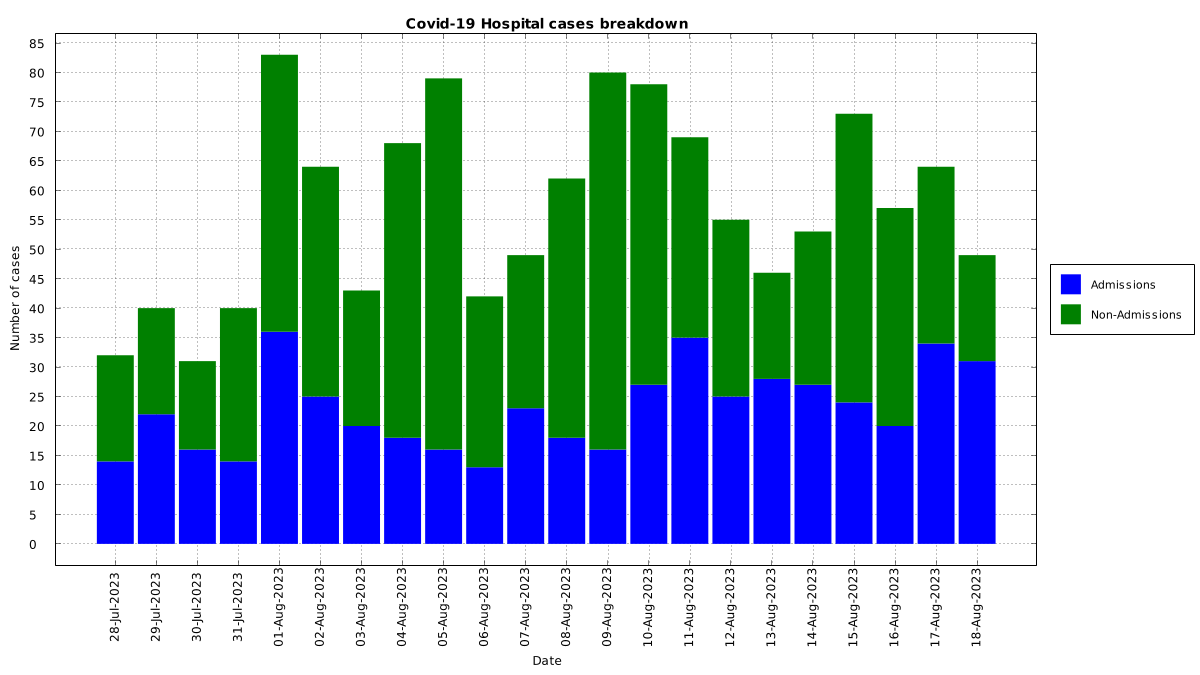 Covid-19 Hospital cases breakdown
85
80
75
70
65
60
55
50
45
40
35
30
25
20
15
10
5
0
Number of cases
28-Jul-2023
29-Jul-2023
30-Jul-2023
31-Jul-2023
01-Aug-2023
02-Aug-2023
03-Aug-2023
04-Aug-2023
05-Aug-2023
06-Aug-2023
07-Aug-2023
08-Aug-2023
09-Aug-2023
10-Aug-2023
11-Aug-2023
12-Aug-2023
13-Aug-2023
14-Aug-2023
15-Aug-2023
16-Aug-2023
17-Aug-2023
18-Aug-2023
Date
Admissions
Non-Admissions